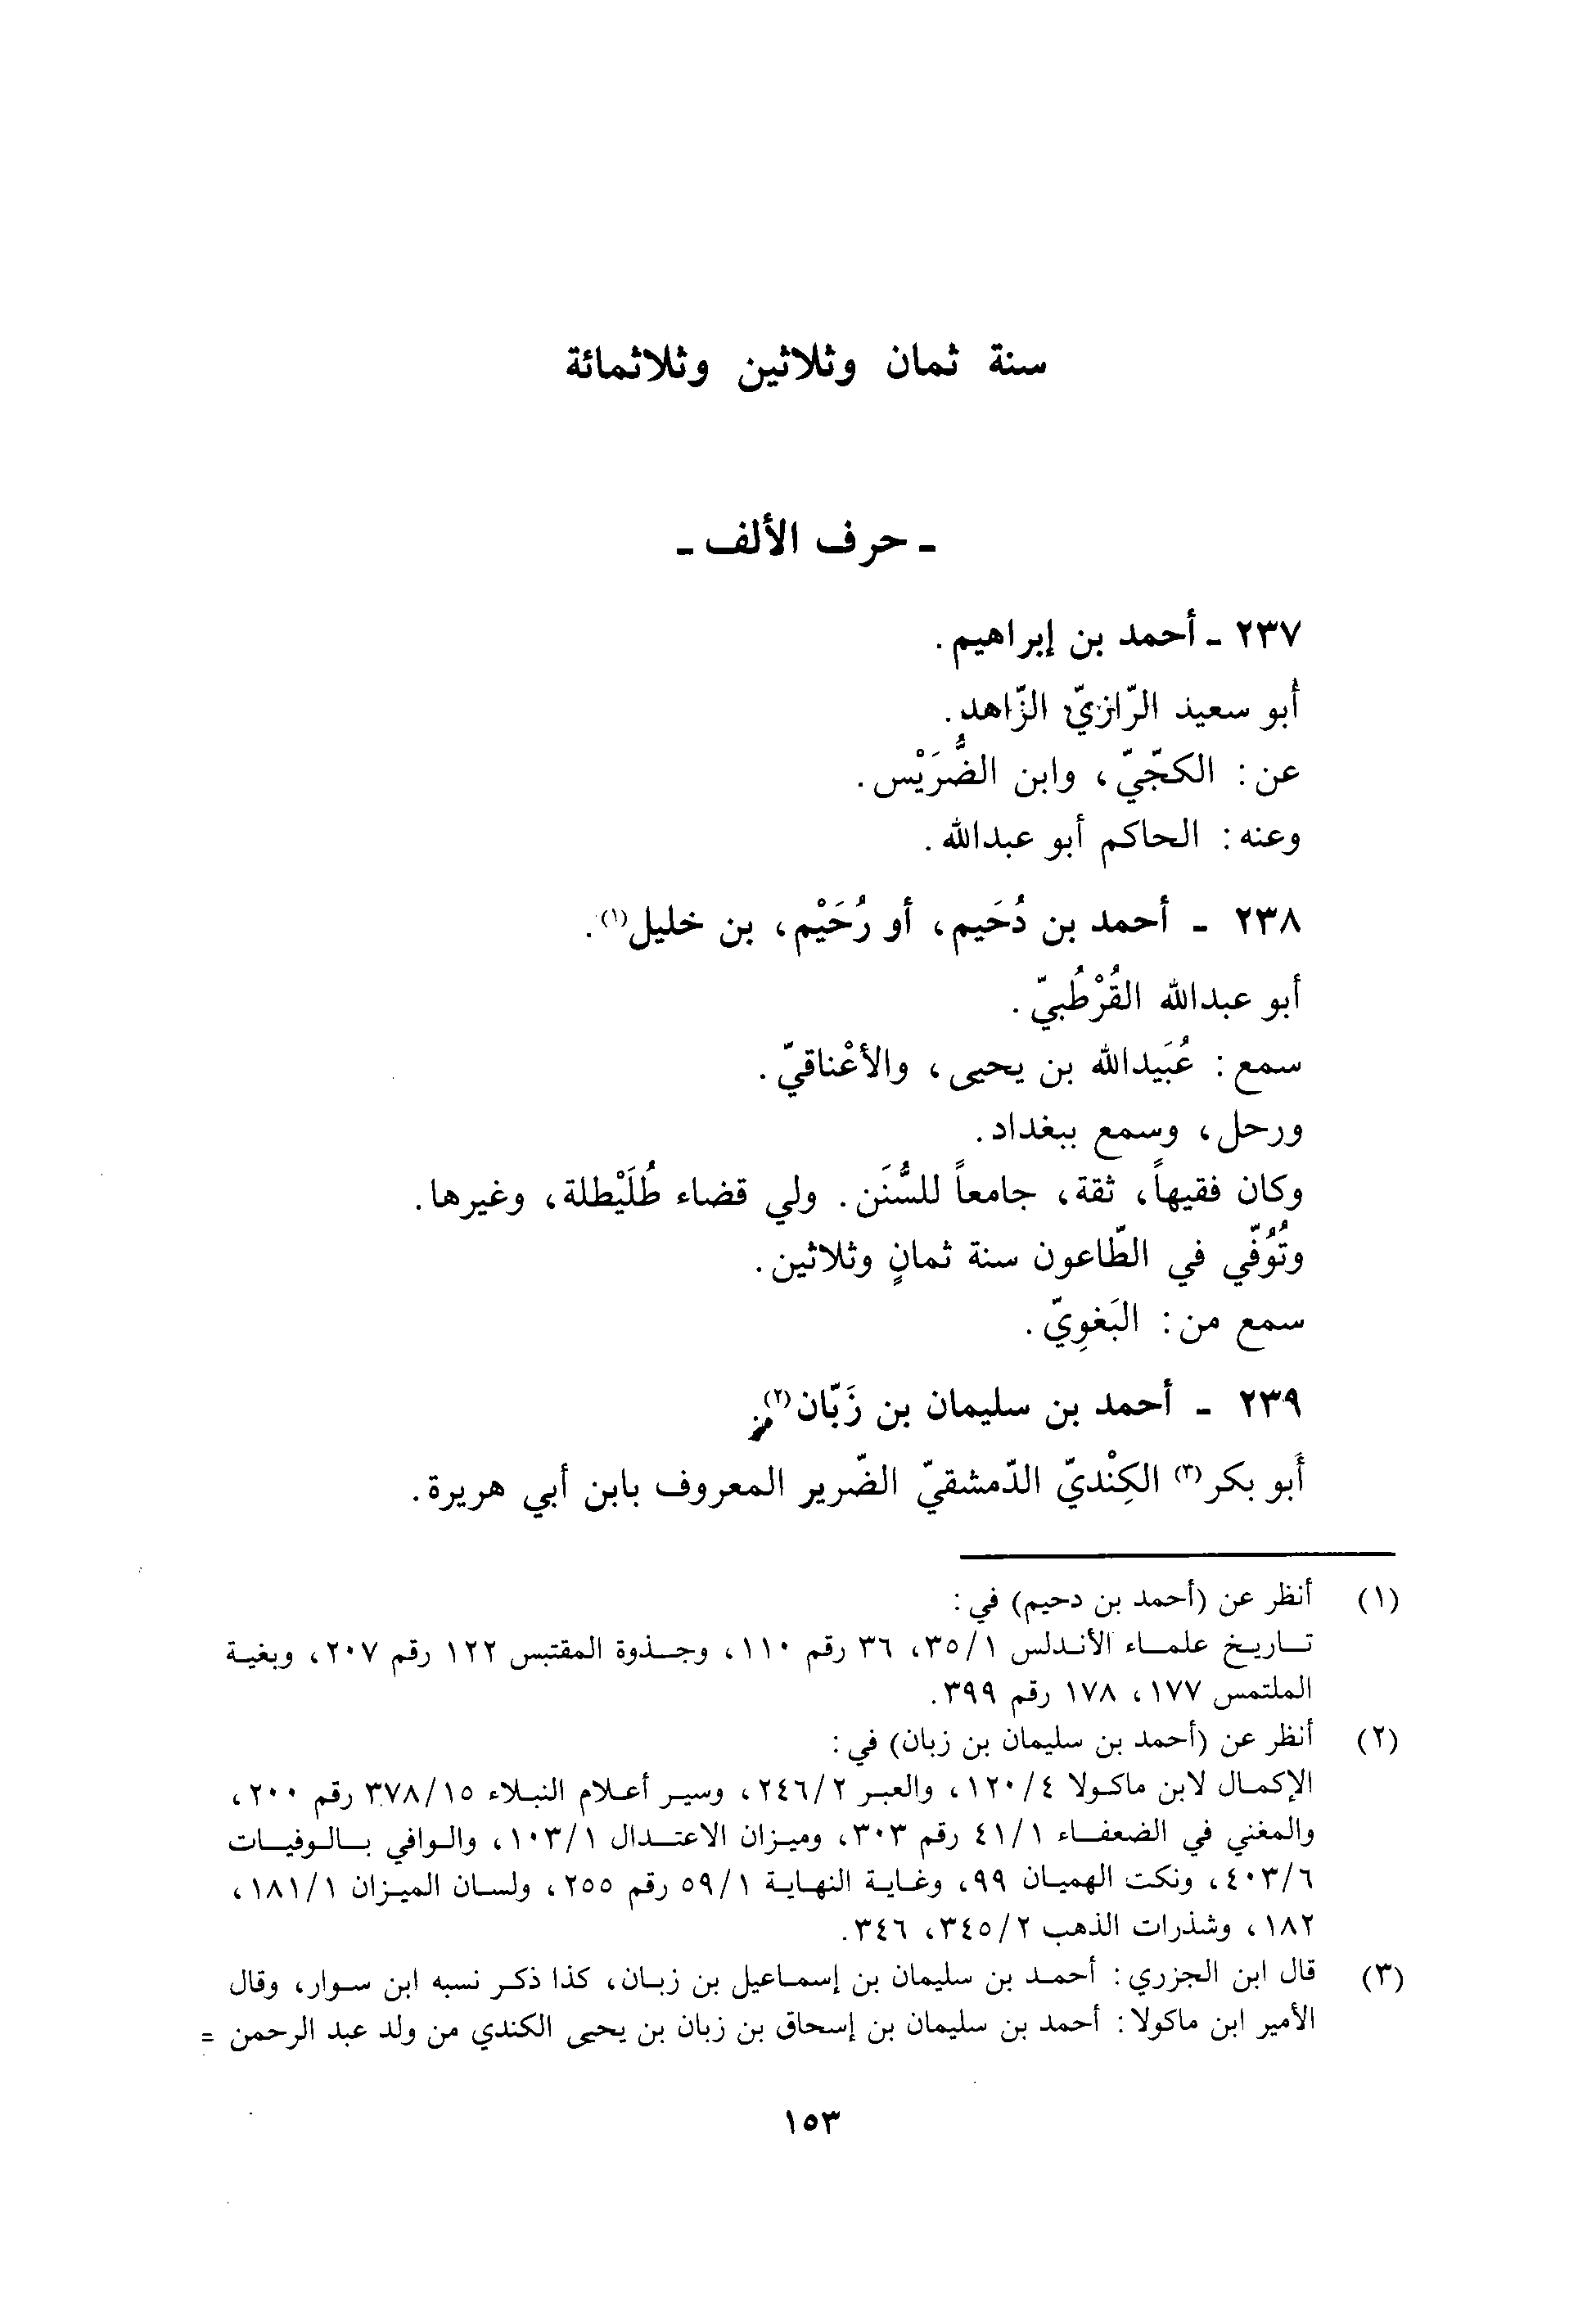 سنة ثمان وثلاثين وثلاثمائة
- حرف الألف -
٢٣٧ - أحمد بن إبراهيم.
أبو سعيد الرّازيّ الزّاهد.
عن: الكجّيّ، وابن الضُّرَيْس.
وعنه: الحاكم أبو عبدالله.
٢٣٨ - أحمد بن دُحَيم، أو رُحَيْم، بن خليل(١).
أبو عبدالله القُرْطُبيّ.
سمع: عُبَيدالله بن يحيى، والأعْناقيّ.
ورحل، وسمع ببغداد.
وكان فقيهاً، ثقة، جامعاً للسُّنَن. ولي قضاء طُلَيْطلة، وغيرها.
وتُوُفّي في الطّاعون سنة ثمانٍ وثلاثين.
سمع من: البَغوِيّ.
٢٣٩ - أحمد بن سليمان بن زَبّان(٢).
أبو بكر(٣) الكِنْديّ الدّمشقيّ الضّرير المعروف بابن أبي هريرة.
(١) أنظر عن (أحمد بن دحيم) في:
تاريخ علماء الأندلس ٣٥/١، ٣٦ رقم ١١٠، وجذوة المقتبس ١٢٢ رقم ٢٠٧، وبغية
الملتمس ١٧٧، ١٧٨ رقم ٣٩٩.
(٢) أنظر عن (أحمد بن سليمان بن زبان) في:
الإكمال لابن ماكولا ١٢٠/٤، والعبر ٢٤٦/٢، وسير أعلام النبلاء ٣٧٨/١٥ رقم ٢٠٠،
والمغني في الضعفاء ٤١/١ رقم ٣٠٣، وميزان الاعتدال ١٠٣/١، والوافي بالوفيات
٤٠٣/٦، ونكت الهميان ٩٩، وغاية النهاية ٥٩/١ رقم ٢٥٥، ولسان الميزان ١٨١/١،
١٨٢، وشذرات الذهب ٣٤٥/٢، ٣٤٦.
(٣) قال ابن الجزري: أحمد بن سليمان بن إسماعيل بن زبان، كذا ذكر نسبه ابن سوار، وقال
الأمير ابن ماكولا: أحمد بن سليمان بن إسحاق بن زبان بن يحيى الكندي من ولد عبد الرحمن =
١٥٣